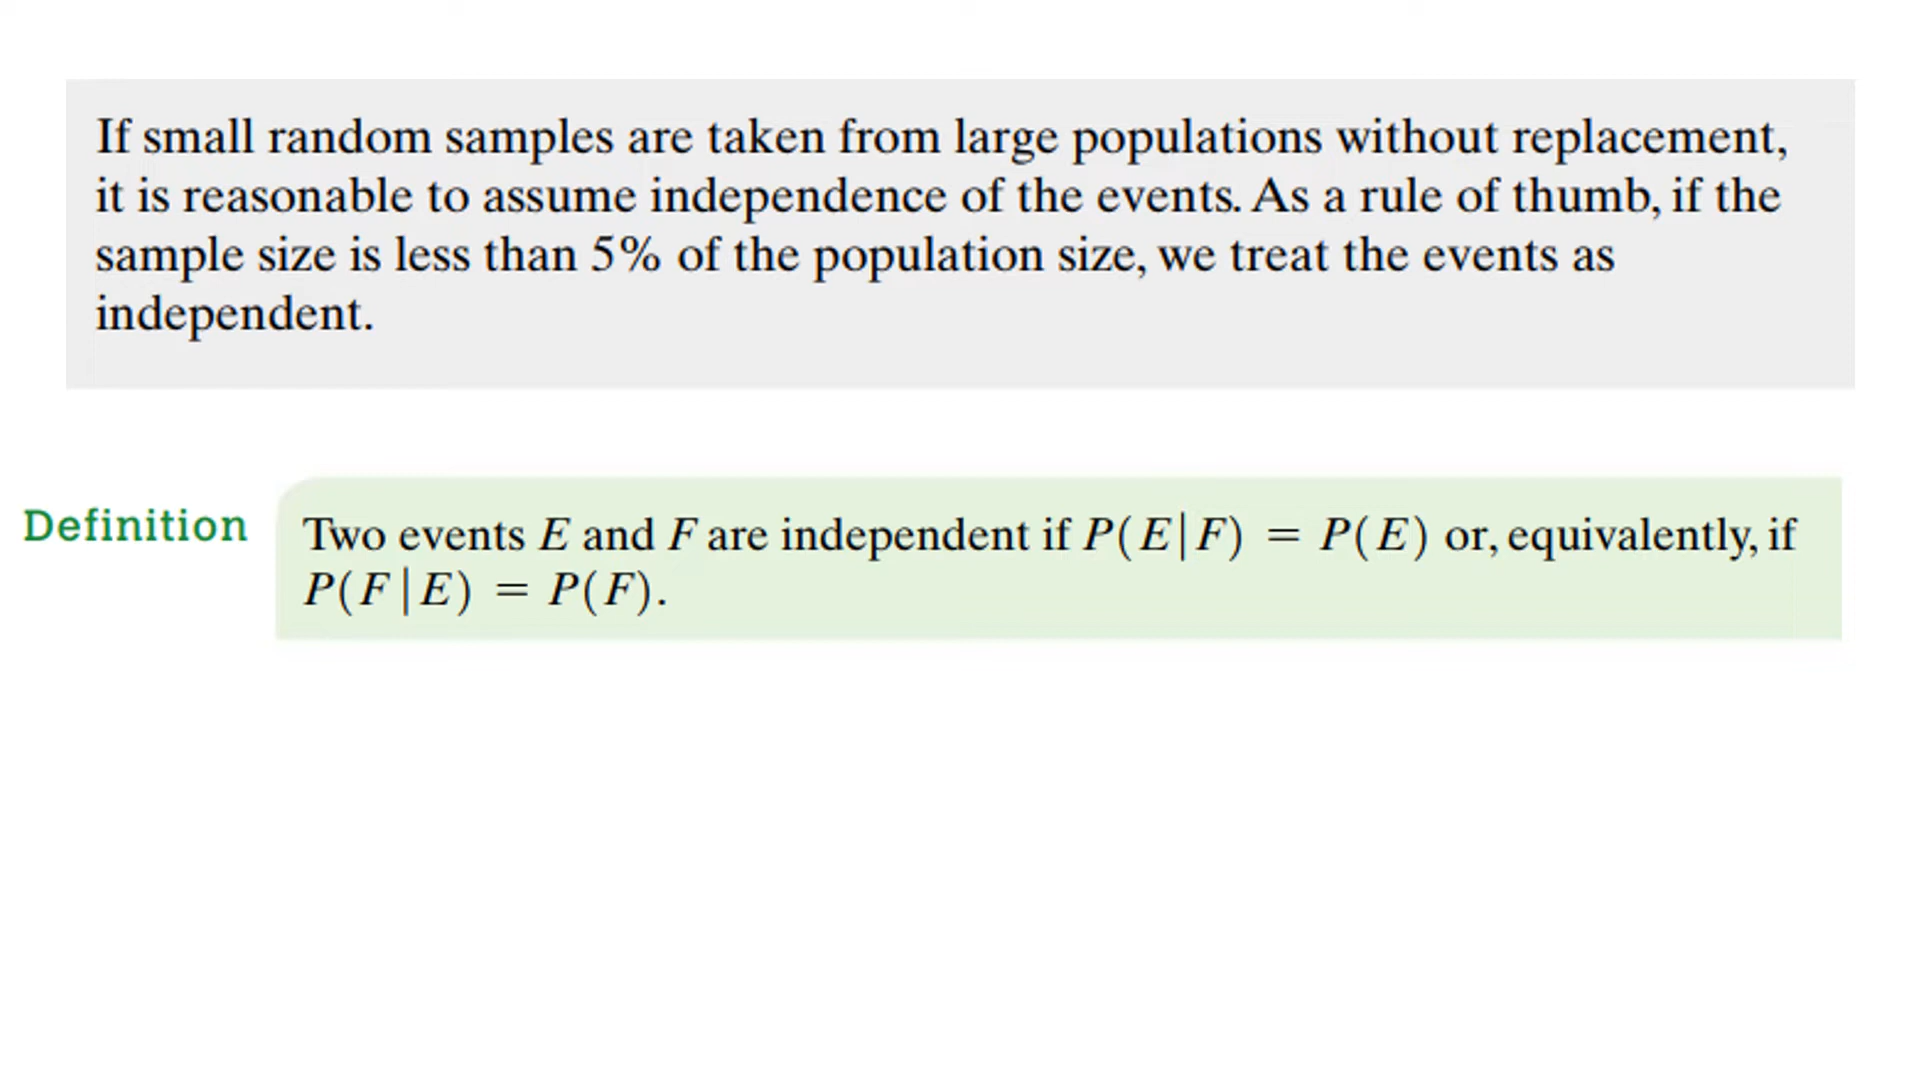 If small random samples are taken from large populations without replacement,
it is reasonable to assume independence of the events. As a rule of thumb, if the
sample size is less than 5% of the population size, we treat the events as
independent.
Definition
Two events E and F are independent if P(E|F) = P(E) or, equivalently, if
P(F|E) = P(F).